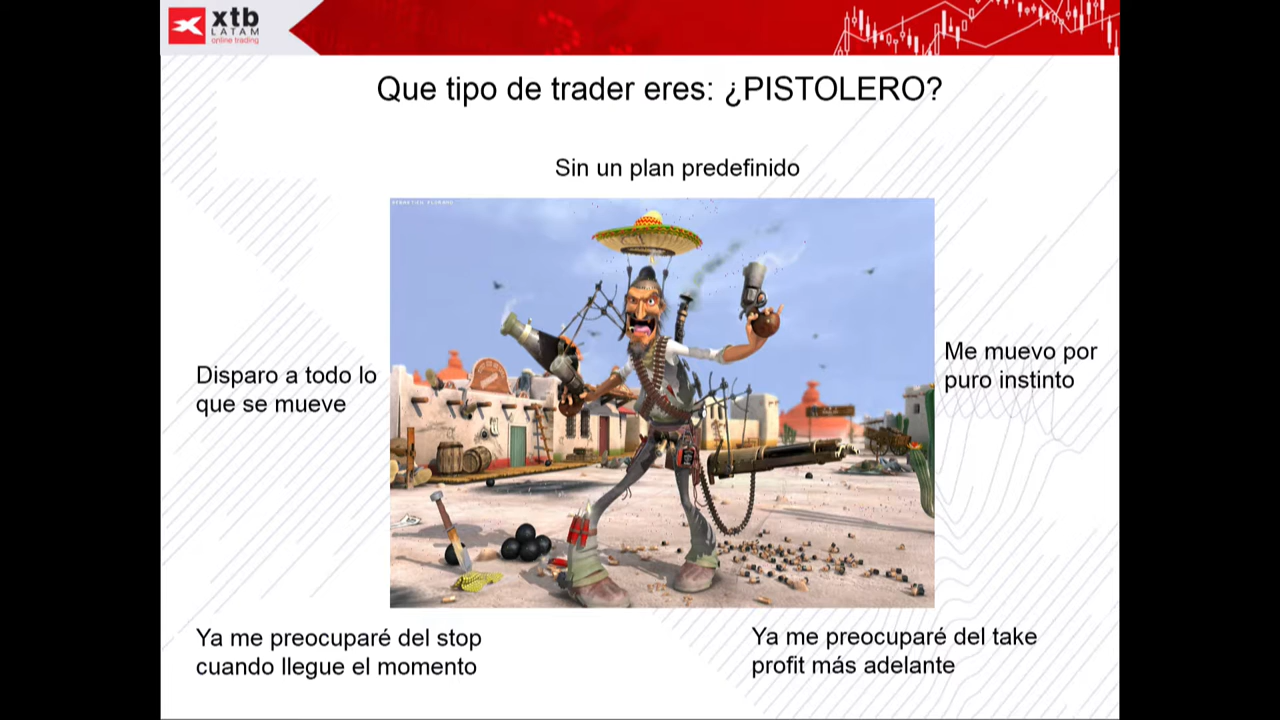 xtb
LATAM
online trading
Que tipo de trader eres: ¿PISTOLERO?
Sin un plan predefinido
Disparo a todo lo
que se mueve
Me muevo por
puro instinto
Ya me preocuparé del stop
cuando llegue el momento
Ya me preocuparé del take
profit más adelante